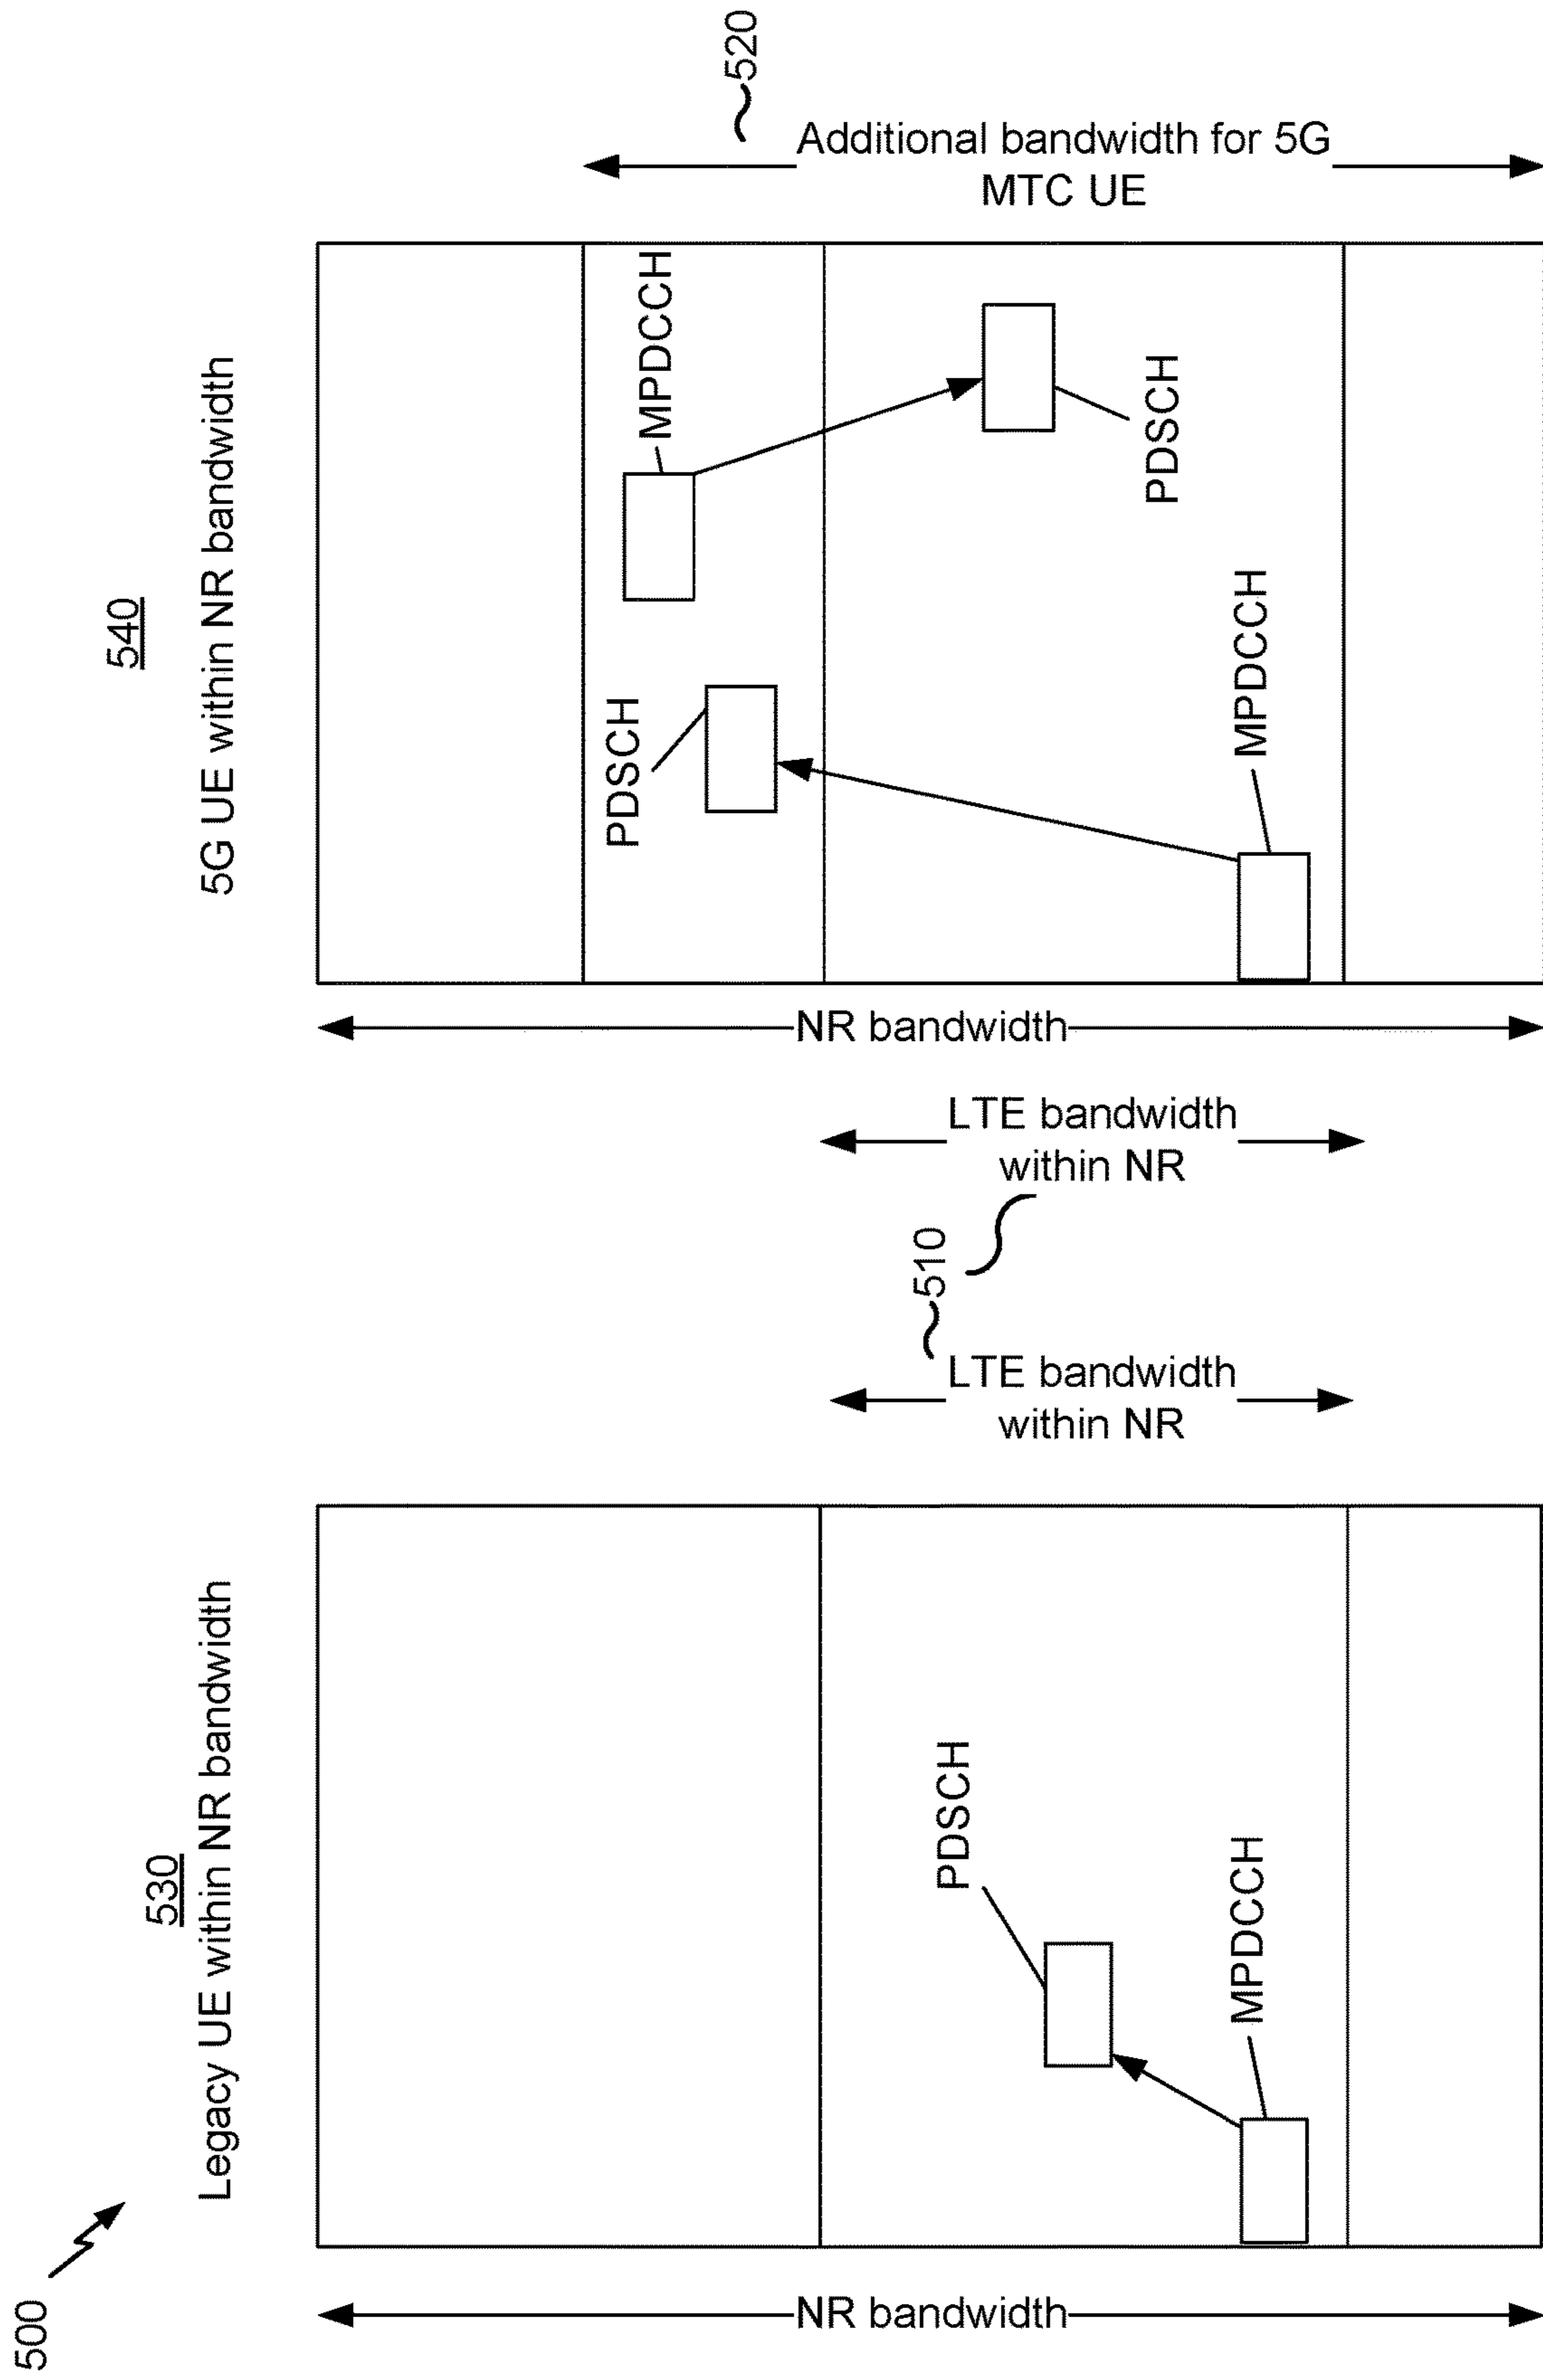 500
530
Legacy UE within NR bandwidth
NR bandwidth
PDSCH
MPDCCH
LTE bandwidth
within NR
510
LTE bandwidth
within NR
540
5G UE within NR bandwidth
NR bandwidth
PDSCH
MPDCCH
MPDCCH
PDSCH
520
Additional bandwidth for 5G
MTC UE